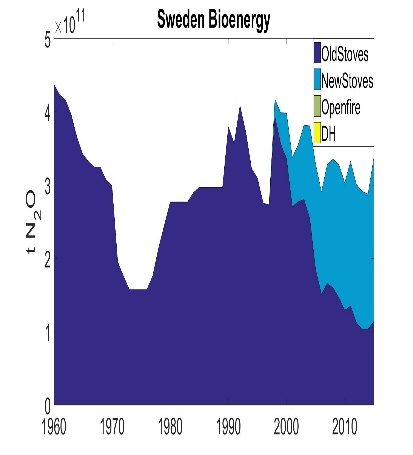 Sweden Bioenergy
×10¹¹
5
4
3
2
1
0
t N₂O
OldStoves
NewStoves
Openfire
DH
1960 1970 1980 1990 2000 2010